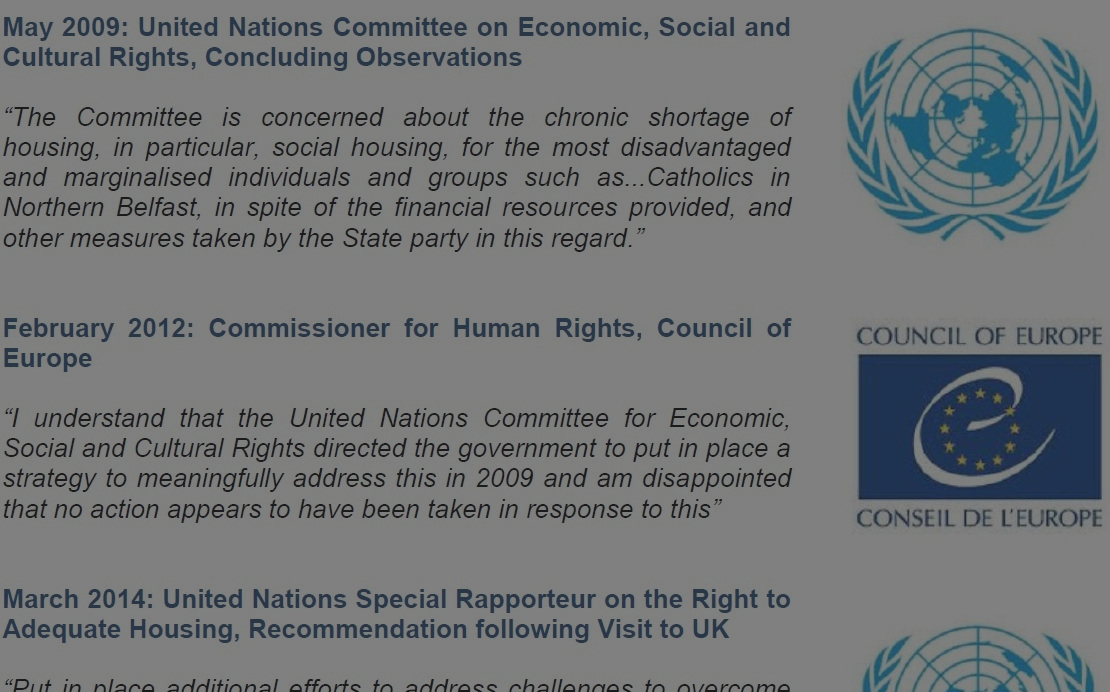 May 2009: United Nations Committee on Economic, Social and
Cultural Rights, Concluding Observations
“The Committee is concerned about the chronic shortage of
housing, in particular, social housing, for the most disadvantaged
and marginalised individuals and groups such as...Catholics in
Northern Belfast, in spite of the financial resources provided, and
other measures taken by the State party in this regard.”
February 2012: Commissioner for Human Rights, Council of
Europe
COUNCIL OF EUROPE
“I understand that the United Nations Committee for Economic,
Social and Cultural Rights directed the government to put in place a
strategy to meaningfully address this in 2009 and am disappointed
that no action appears to have been taken in response to this”
CONSEIL DE L'EUROPE
March 2014: United Nations Special Rapporteur on the Right to
Adequate Housing, Recommendation following Visit to UK
“Put in place additional efforts to address challenges to overcome